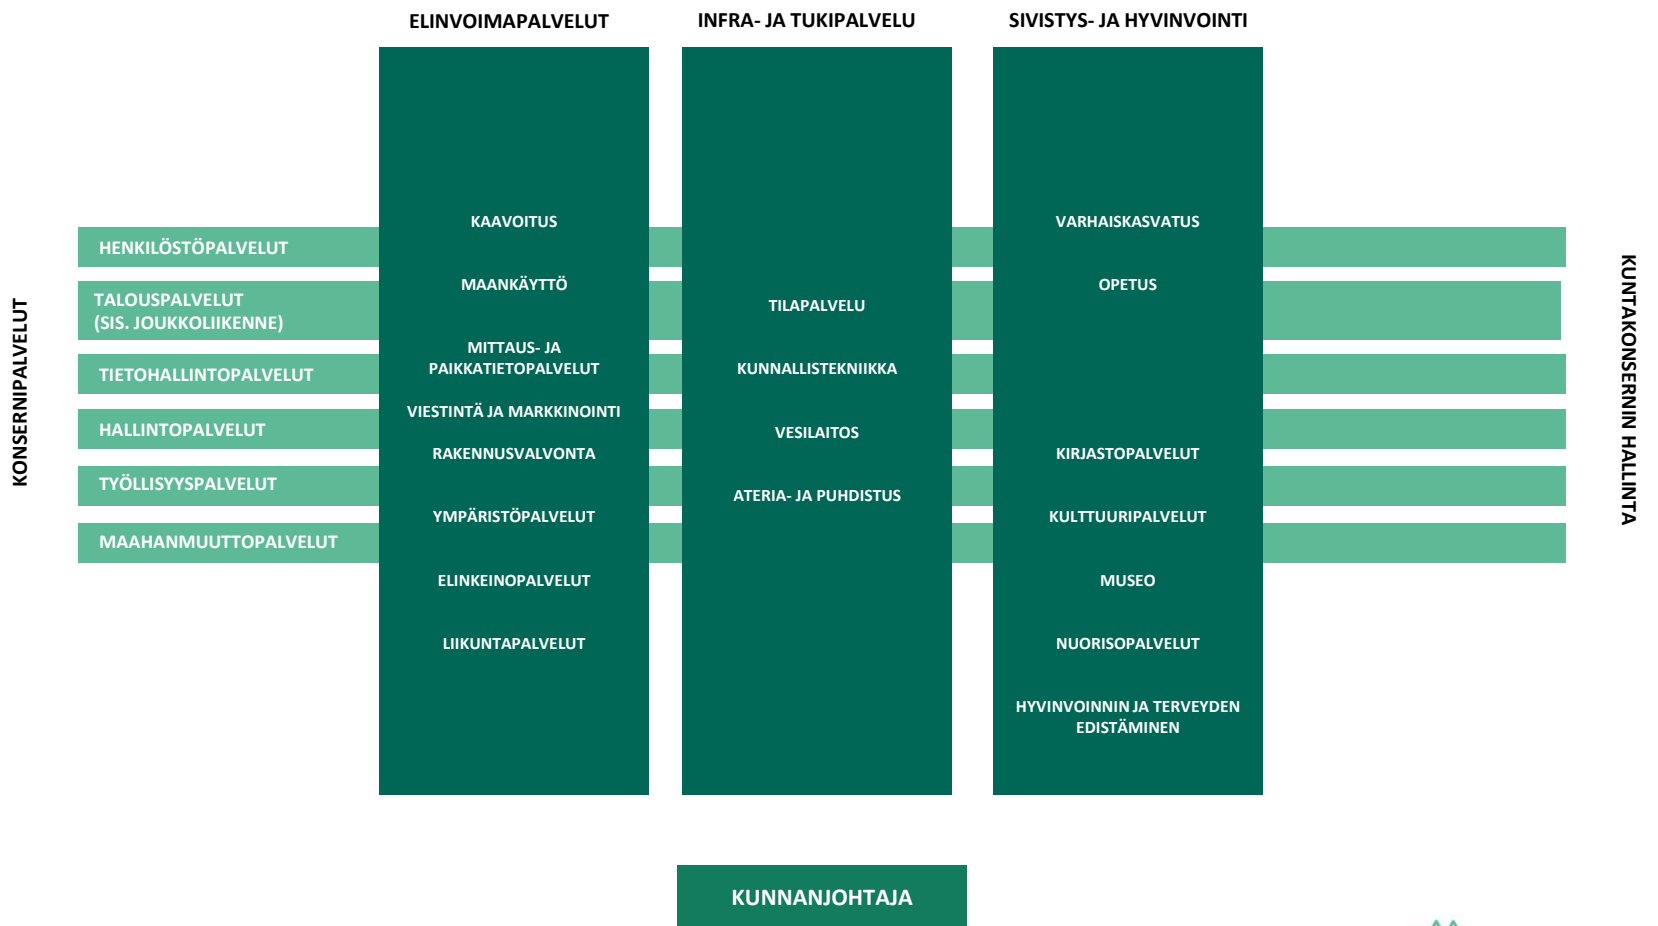 ELINVOIMAPALVELUT
INFRA- JA TUKIPALVELU
SIVISTYS- JA HYVINVOINTI
KONSERNIPALVELUT
HENKILÖSTÖPALVELUT
TALOUSPALVELUT
(SIS. JOUKKOLIIKENNE)
TIETOHALLINTOPALVELUT
HALLINTOPALVELUT
TYÖLLISYYSPALVELUT
MAAHANMUUTTOPALVELUT
KAAVOITUS
MAANKÄYTTÖ
MITTAUS- JA
PAIKKATIETOPALVELUT
VIESTINTÄ JA MARKKINOINTI
RAKENNUSVALVONTA
YMPÄRISTÖPALVELUT
ELINKEINOPALVELUT
LIIKUNTAPALVELUT
TILAPALVELU
KUNNALLISTEKNIIKKA
VESILAITOS
ATERIA- JA PUHDISTUS
VARHAISKASVATUS
OPETUS
KIRJASTOPALVELUT
KULTTUURIPALVELUT
MUSEO
NUORISOPALVELUT
HYVINVOINNIN JA TERVEYDEN
EDISTÄMINEN
KUNTAKONSERNIN HALLINTA
KUNNANJOHTAJA